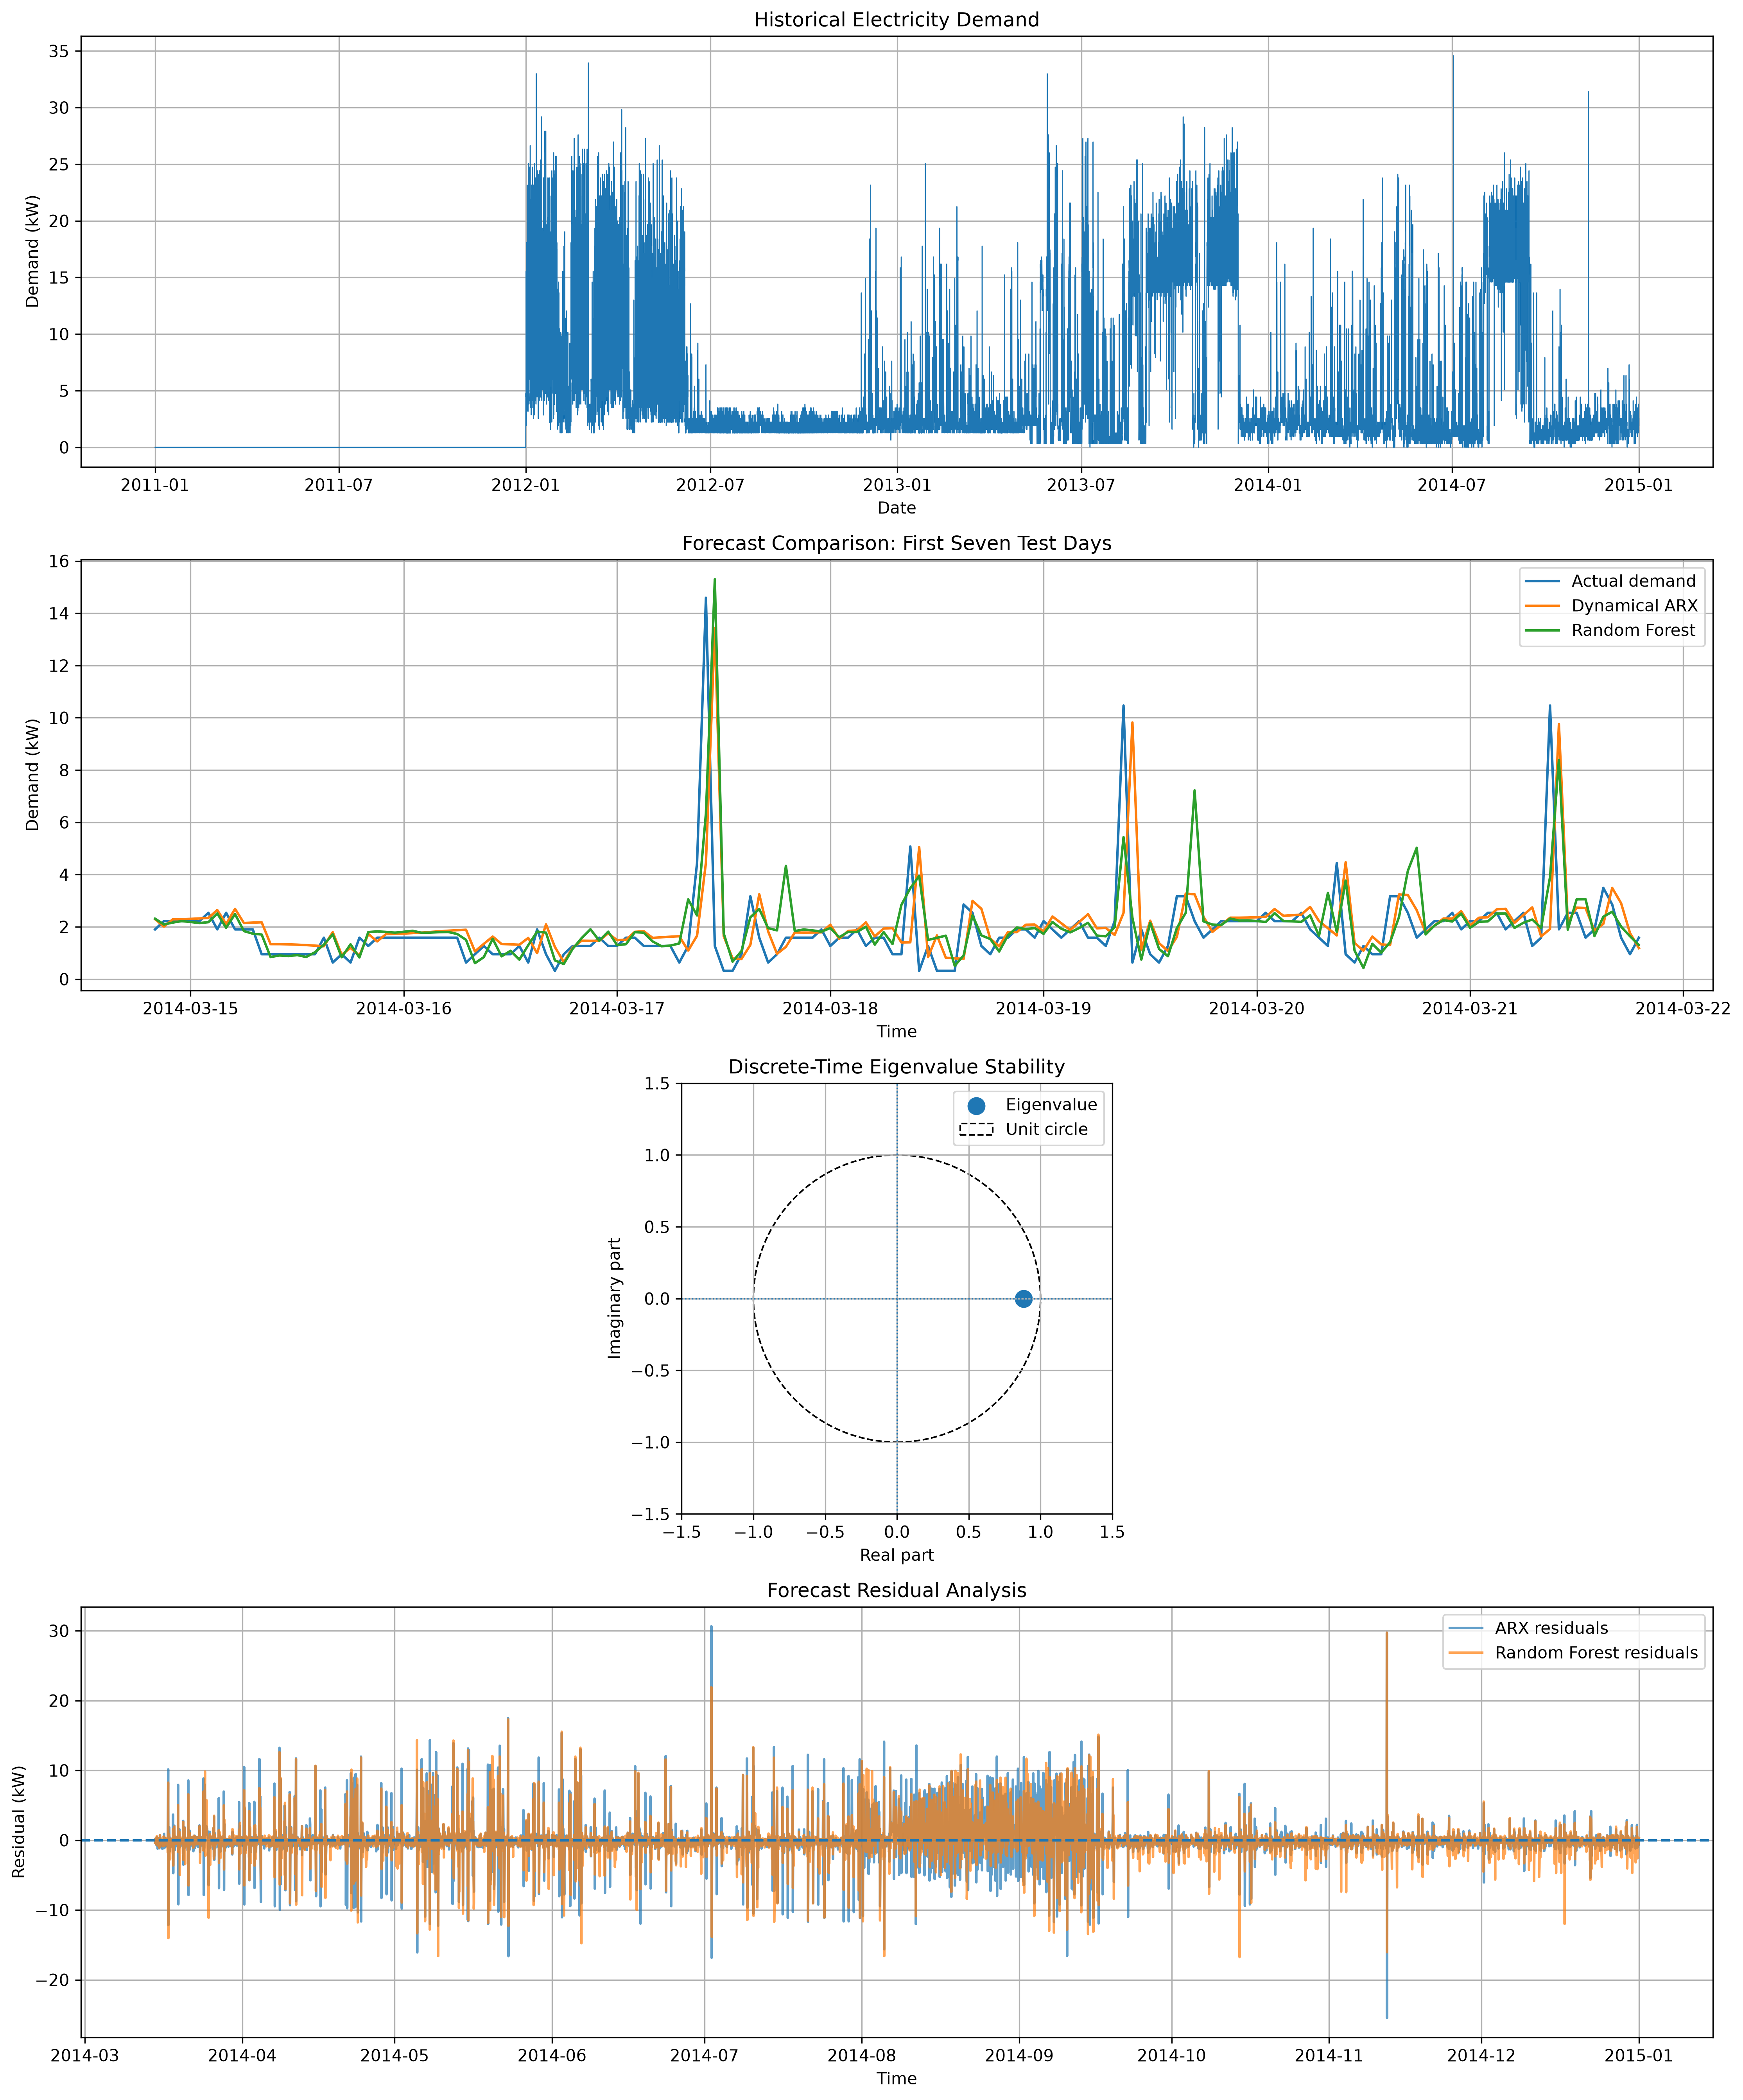 Historical Electricity Demand
Demand (kW)
35
30
25
20
15
10
5
0
2011-01 2011-07 2012-01 2012-07 2013-01 2013-07 2014-01 2014-07 2015-01
Date
Forecast Comparison: First Seven Test Days
Demand (kW)
16
14
12
10
8
6
4
2
0
Actual demand
Dynamical ARX
Random Forest
2014-03-15 2014-03-16 2014-03-17 2014-03-18 2014-03-19 2014-03-20 2014-03-21 2014-03-22
Time
Discrete-Time Eigenvalue Stability
Imaginary part
1.5
1.0
0.5
0.0
−0.5
−1.0
−1.5
Eigenvalue
Unit circle
−1.5 −1.0 −0.5 0.0 0.5 1.0 1.5
Real part
Forecast Residual Analysis
Residual (kW)
30
20
10
0
−10
−20
ARX residuals
Random Forest residuals
2014-03 2014-04 2014-05 2014-06 2014-07 2014-08 2014-09 2014-10 2014-11 2014-12 2015-01
Time